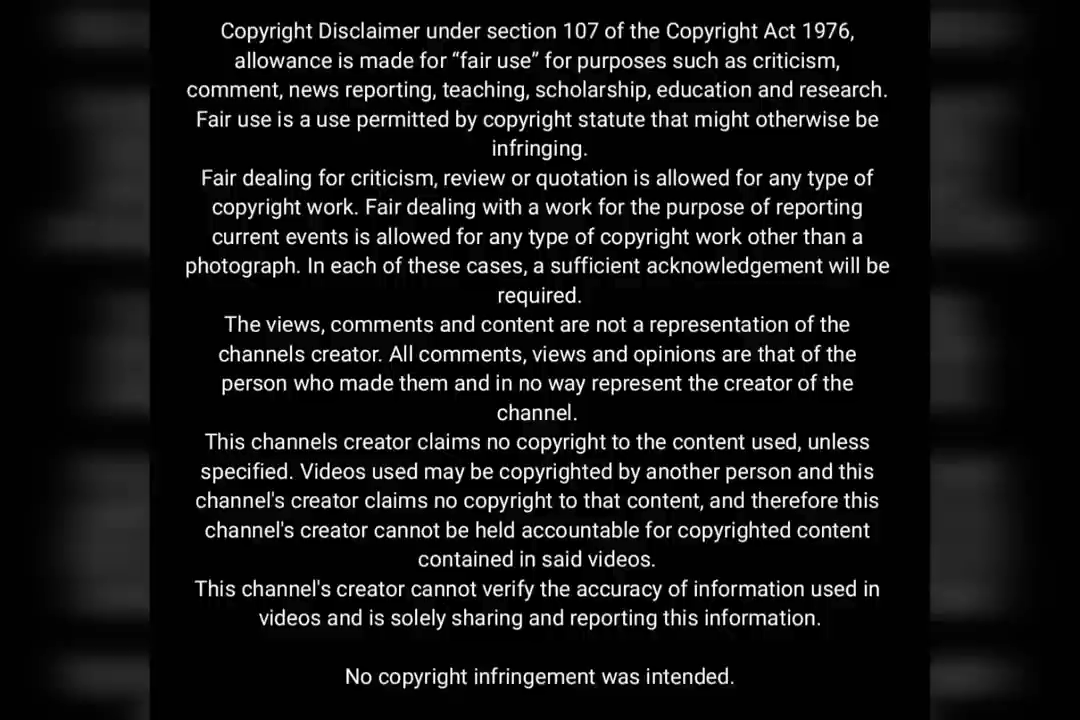 Copyright Disclaimer under section 107 of the Copyright Act 1976,
allowance is made for “fair use” for purposes such as criticism,
comment, news reporting, teaching, scholarship, education and research.
Fair use is a use permitted by copyright statute that might otherwise be
infringing.
Fair dealing for criticism, review or quotation is allowed for any type of
copyright work. Fair dealing with a work for the purpose of reporting
current events is allowed for any type of copyright work other than a
photograph. In each of these cases, a sufficient acknowledgement will be
required.
The views, comments and content are not a representation of the
channels creator. All comments, views and opinions are that of the
person who made them and in no way represent the creator of the
channel.
This channels creator claims no copyright to the content used, unless
specified. Videos used may be copyrighted by another person and this
channel's creator claims no copyright to that content, and therefore this
channel's creator cannot be held accountable for copyrighted content
contained in said videos.
This channel's creator cannot verify the accuracy of information used in
videos and is solely sharing and reporting this information.
No copyright infringement was intended.